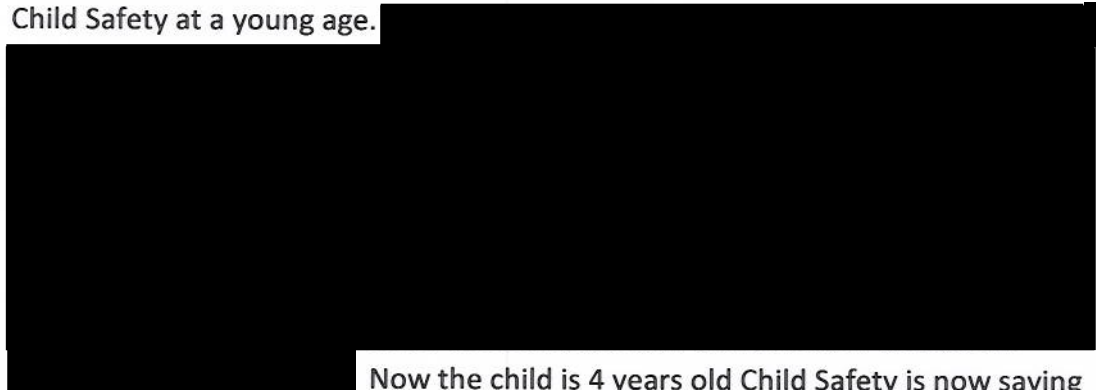 Child Safety at a young age.
Now the child is 4 years old Child Safety is now saying